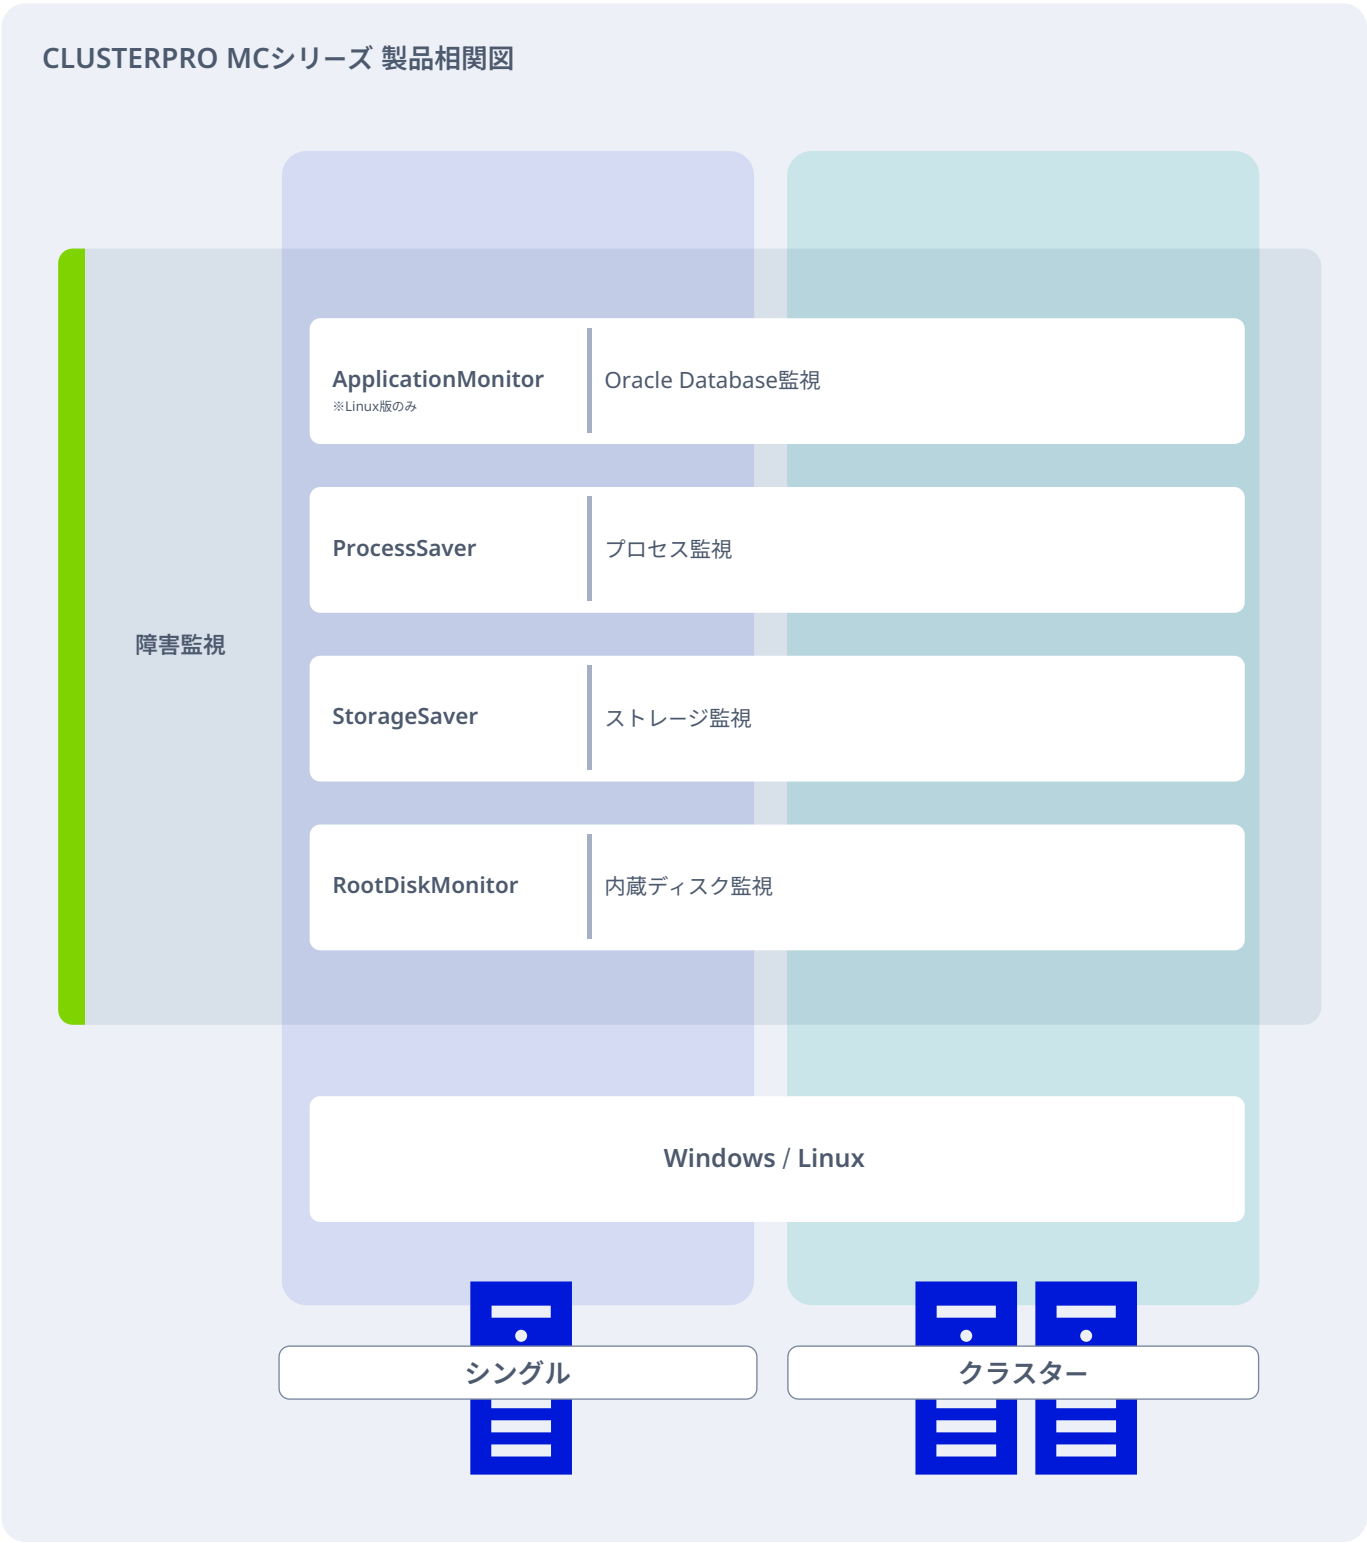 CLUSTERPRO MCシリーズ 製品相関図
ApplicationMonitor
※Linux版のみ
Oracle Database監視
ProcessSaver
プロセス監視
障害監視
StorageSaver
ストレージ監視
RootDiskMonitor
内蔵ディスク監視
Windows / Linux
シングル
クラスター